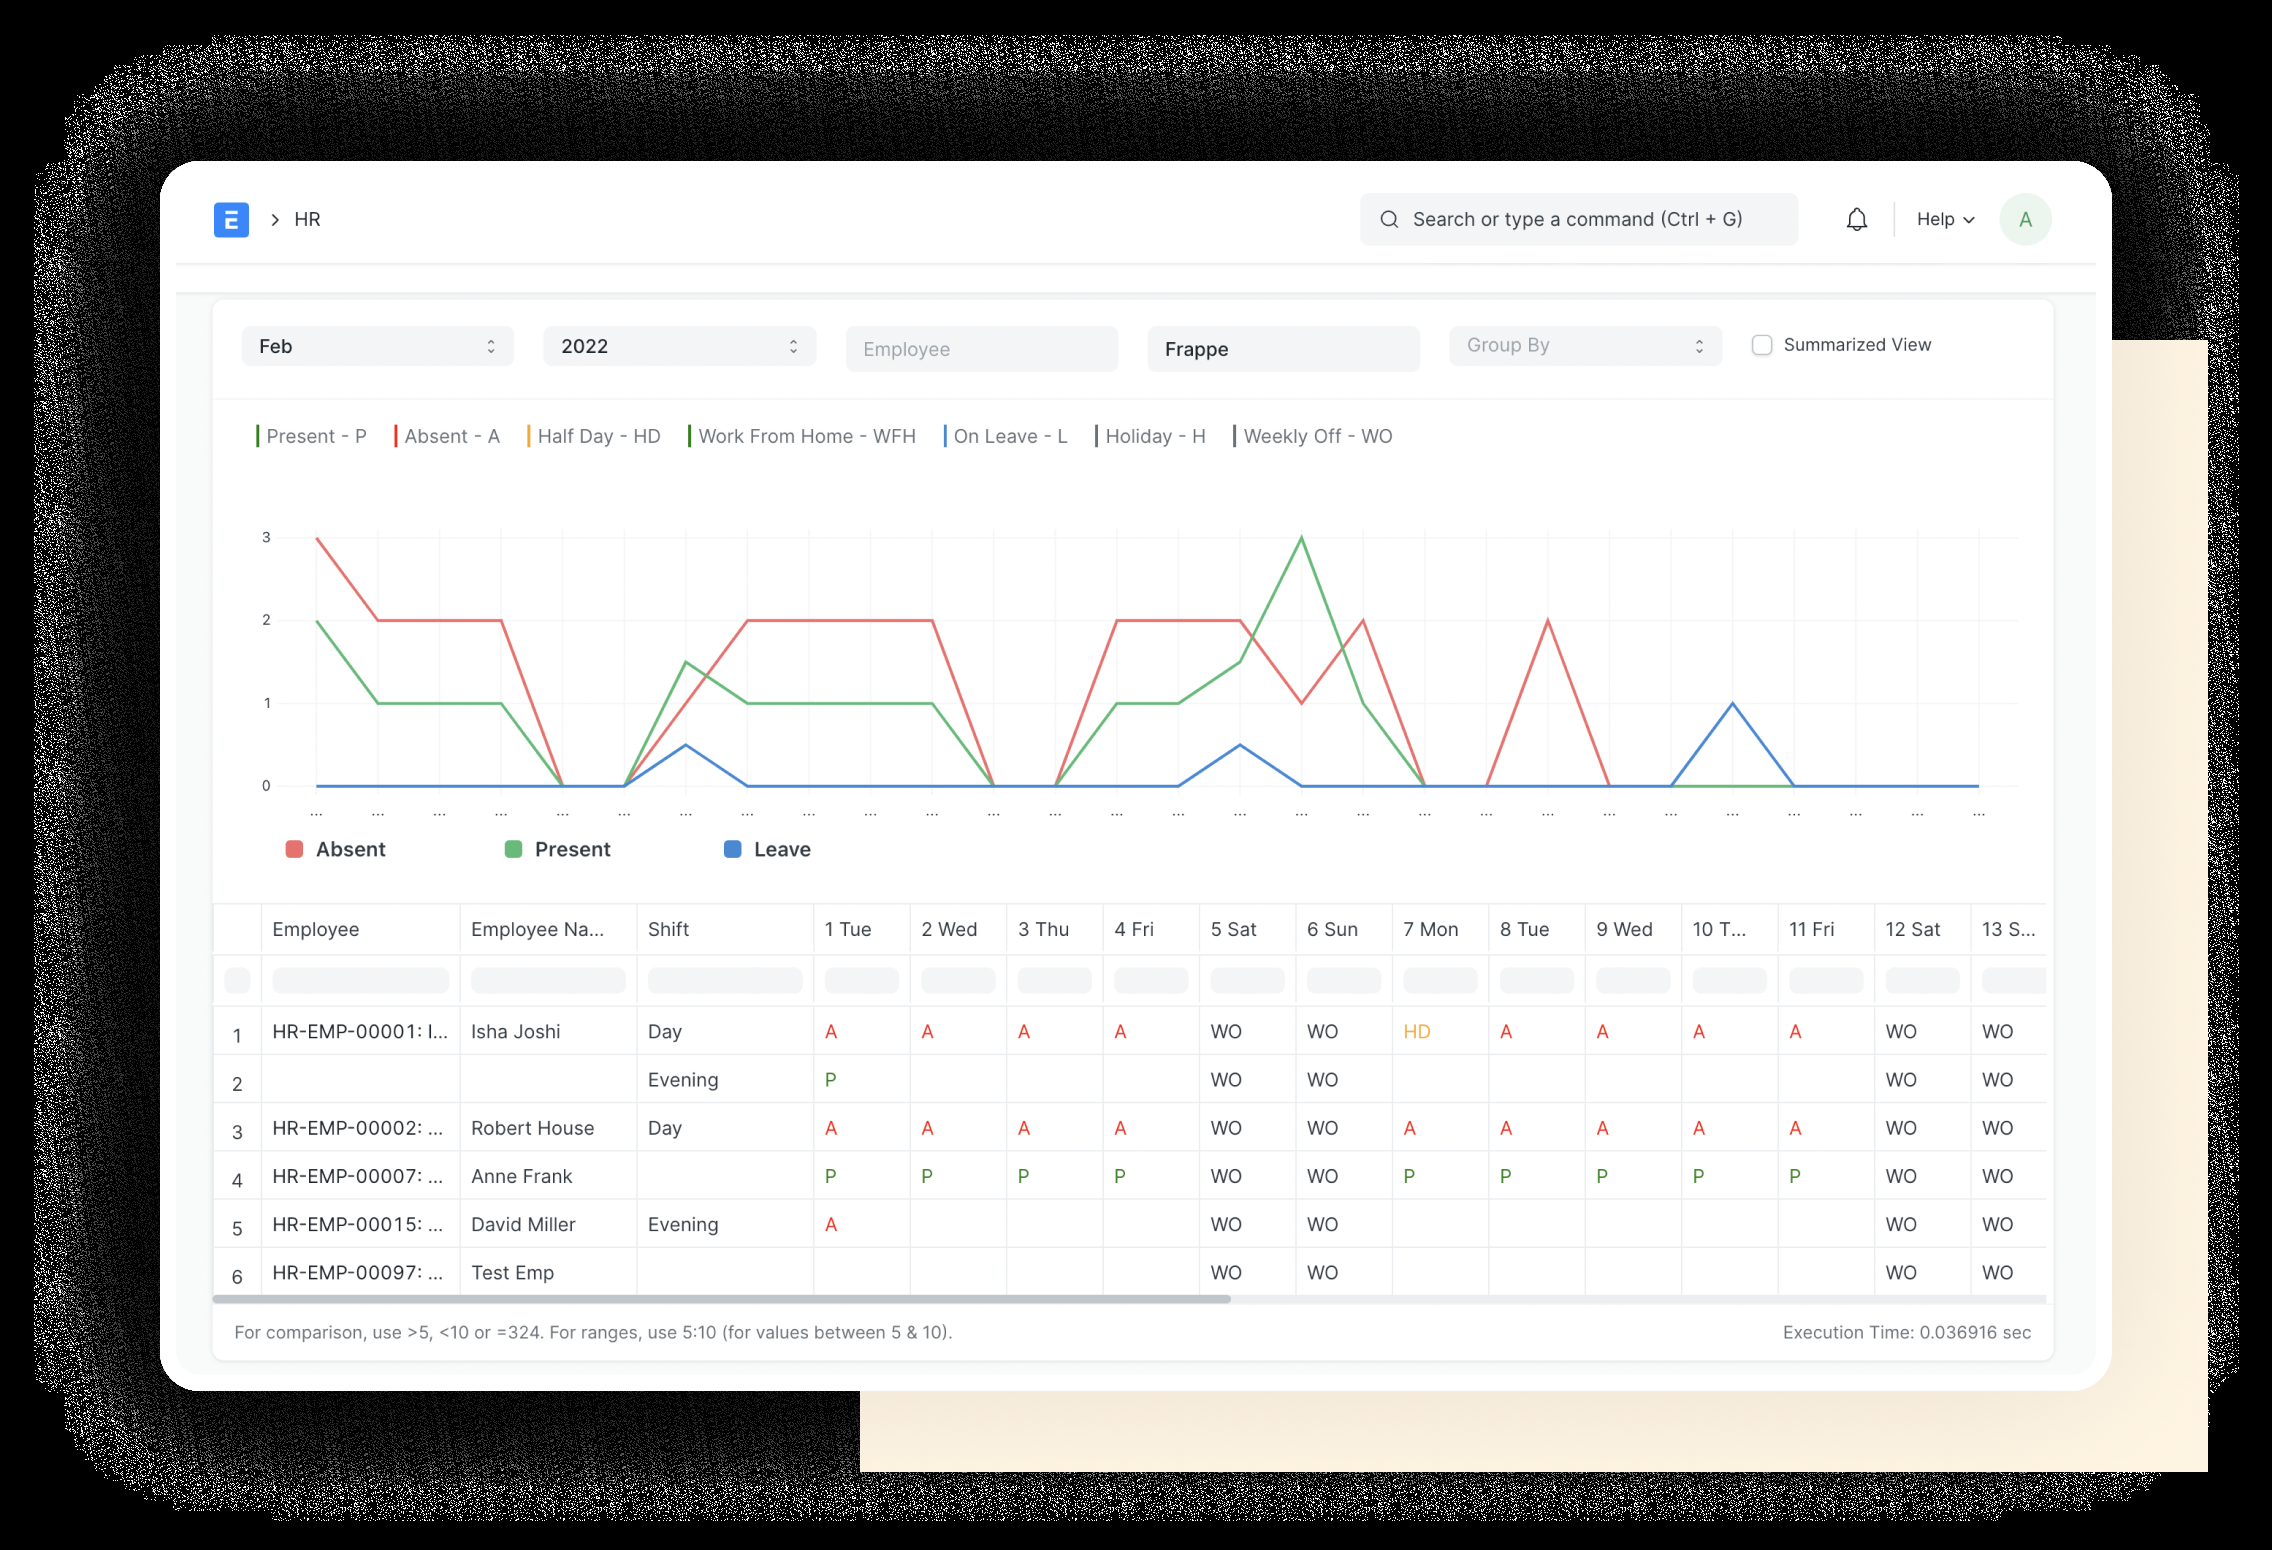 E > HR
Search or type a command (Ctrl + G)
Help
A
Feb
2022
Employee
Frappe
Group By
Summarized View
Present - P
Absent - A
Half Day - HD
Work From Home - WFH
On Leave - L
Holiday - H
Weekly Off - WO
3
2
1
0
... ... ... ... ... ... ... ... ... ... ... ... ... ... ... ... ... ... ... ... ... ... ... ... ... ... ... ...
Absent Present Leave
Employee Employee Na... Shift 1 Tue 2 Wed 3 Thu 4 Fri 5 Sat 6 Sun 7 Mon 8 Tue 9 Wed 10 T... 11 Fri 12 Sat 13 S...
1 HR-EMP-00001: I... Isha Joshi Day A A A A WO WO HD A A A A WO WO
2 Evening P WO WO WO WO
3 HR-EMP-00002: ... Robert House Day A A A A WO WO A A A A A WO WO
4 HR-EMP-00007: ... Anne Frank P P P P WO WO P P P P P WO WO
5 HR-EMP-00015: ... David Miller Evening A WO WO WO WO
6 HR-EMP-00097: ... Test Emp WO WO WO WO
For comparison, use >5, <10 or =324. For ranges, use 5:10 (for values between 5 & 10).
Execution Time: 0.036916 sec